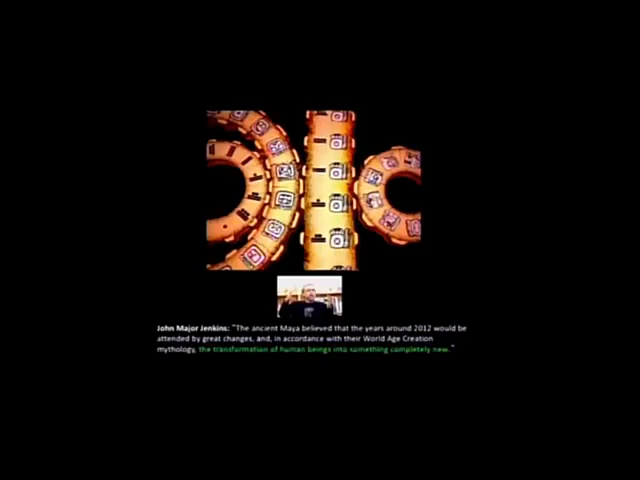 John Major Jenkins: "The ancient Maya believed that the years around 2012 would be
attended by great changes, and, in accordance with their World Age Creation
mythology, the transformation of human beings into something completely new."